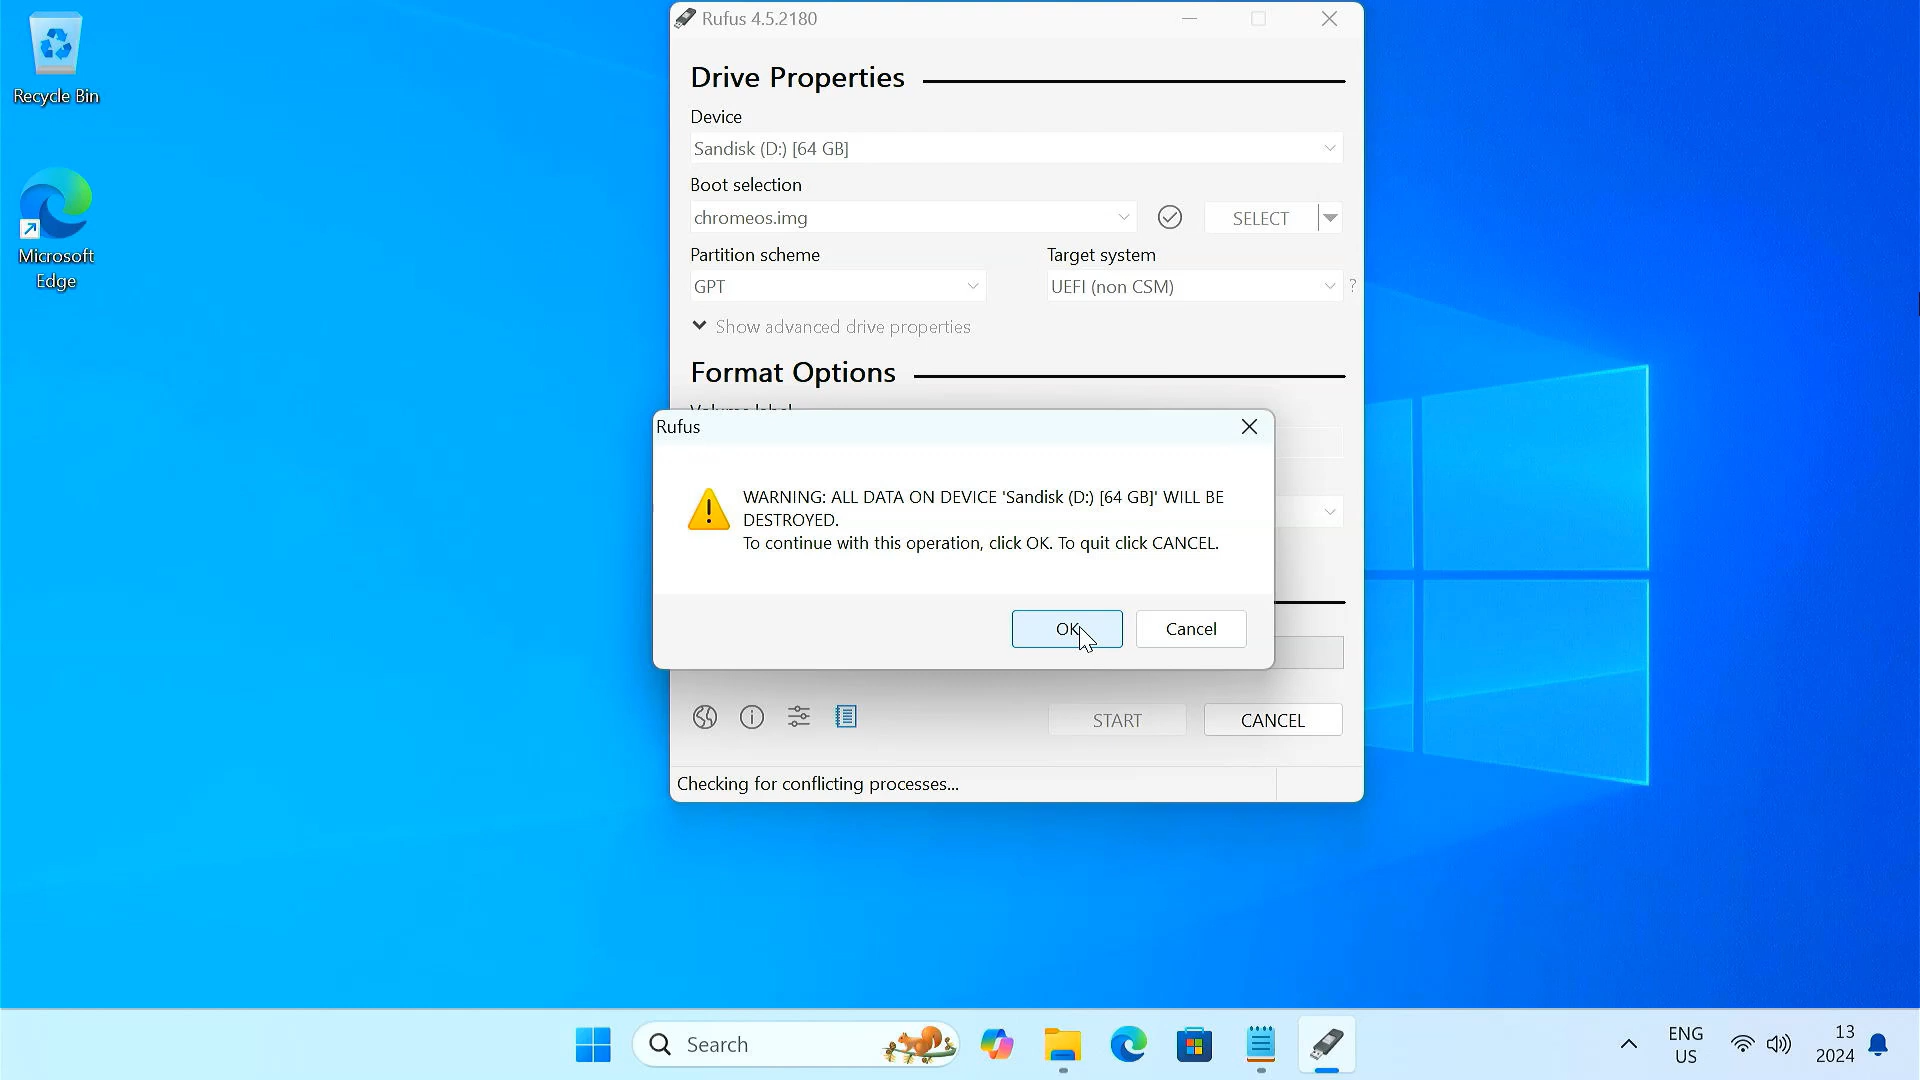 Recycle Bin
Microsoft
Edge
Rufus 4.5.2180
Drive Properties
Device
Sandisk (D:) [64 GB]
Boot selection
chromeos.img
SELECT
Partition scheme
Target system
GPT
UEFI (non CSM)
?
Show advanced drive properties
Format Options
Volume label
Rufus
WARNING: ALL DATA ON DEVICE 'Sandisk (D:) [64 GB]' WILL BE
DESTROYED.
To continue with this operation, click OK. To quit click CANCEL.
OK
Cancel
START
CANCEL
Checking for conflicting processes...
Search
ENG
US
13
2024